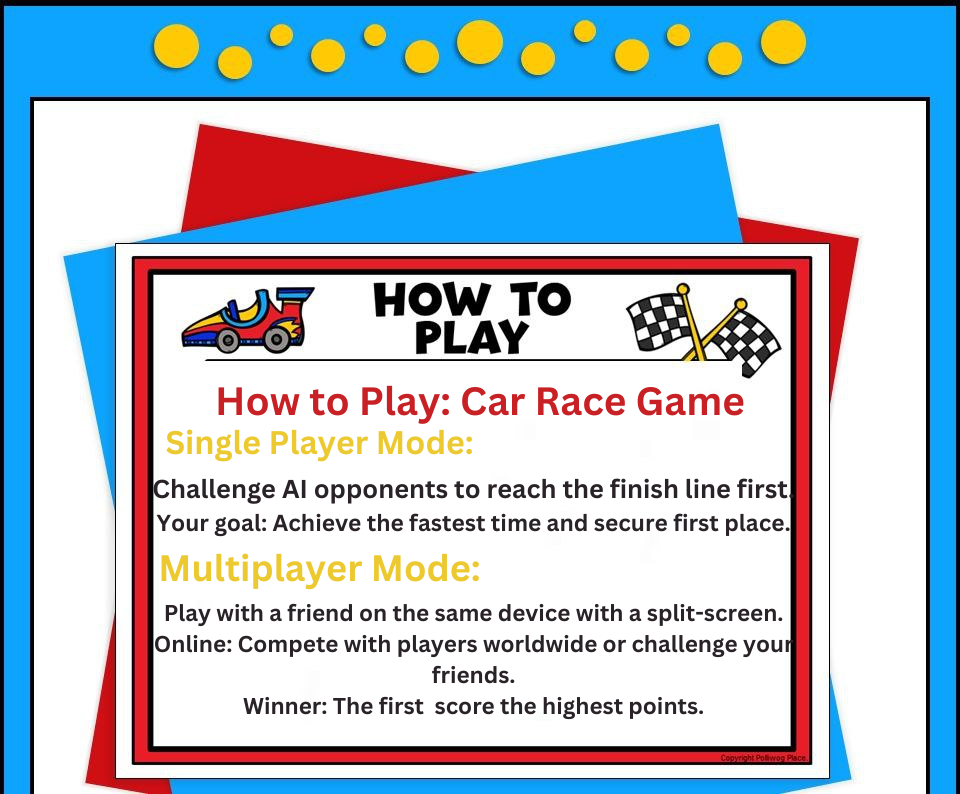 HOW TO
PLAY
How to Play: Car Race Game
Single Player Mode:
Challenge AI opponents to reach the finish line first.
Your goal: Achieve the fastest time and secure first place.
Multiplayer Mode:
Play with a friend on the same device with a split-screen.
Online: Compete with players worldwide or challenge your
friends.
Winner: The first  score the highest points.
Copyright Polliwog Place